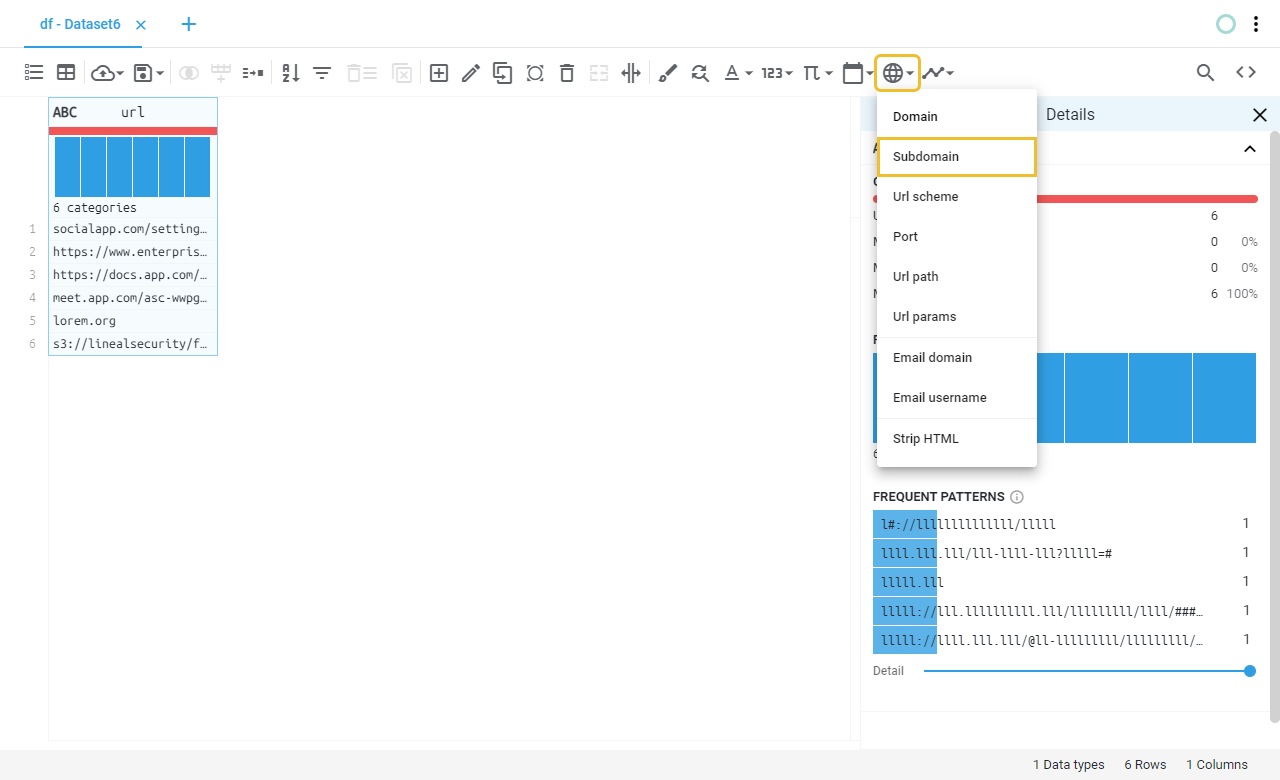 df - Dataset6
123
ABC url
6 categories
1 socialapp.com/setting…
2 https://www.enterpris…
3 https://docs.app.com/…
4 meet.app.com/asc-wwpg…
5 lorem.org
6 s3://linealsecurity/f…
Domain
Subdomain
Url scheme
Port
Url path
Url params
Email domain
Email username
Strip HTML
Details
6
0 0%
0 0%
6 100%
FREQUENT PATTERNS
l#://llllllllllllll/lllll 1
llll.lll.lll/lll-llll-lll?lllll=# 1
lllll.lll 1
lllll://lll.llllllllll.lll/lllllllll/llll/###… 1
lllll://llll.lll.lll/@ll-lllllllll/lllllllll/… 1
Detail
1 Data types 6 Rows 1 Columns